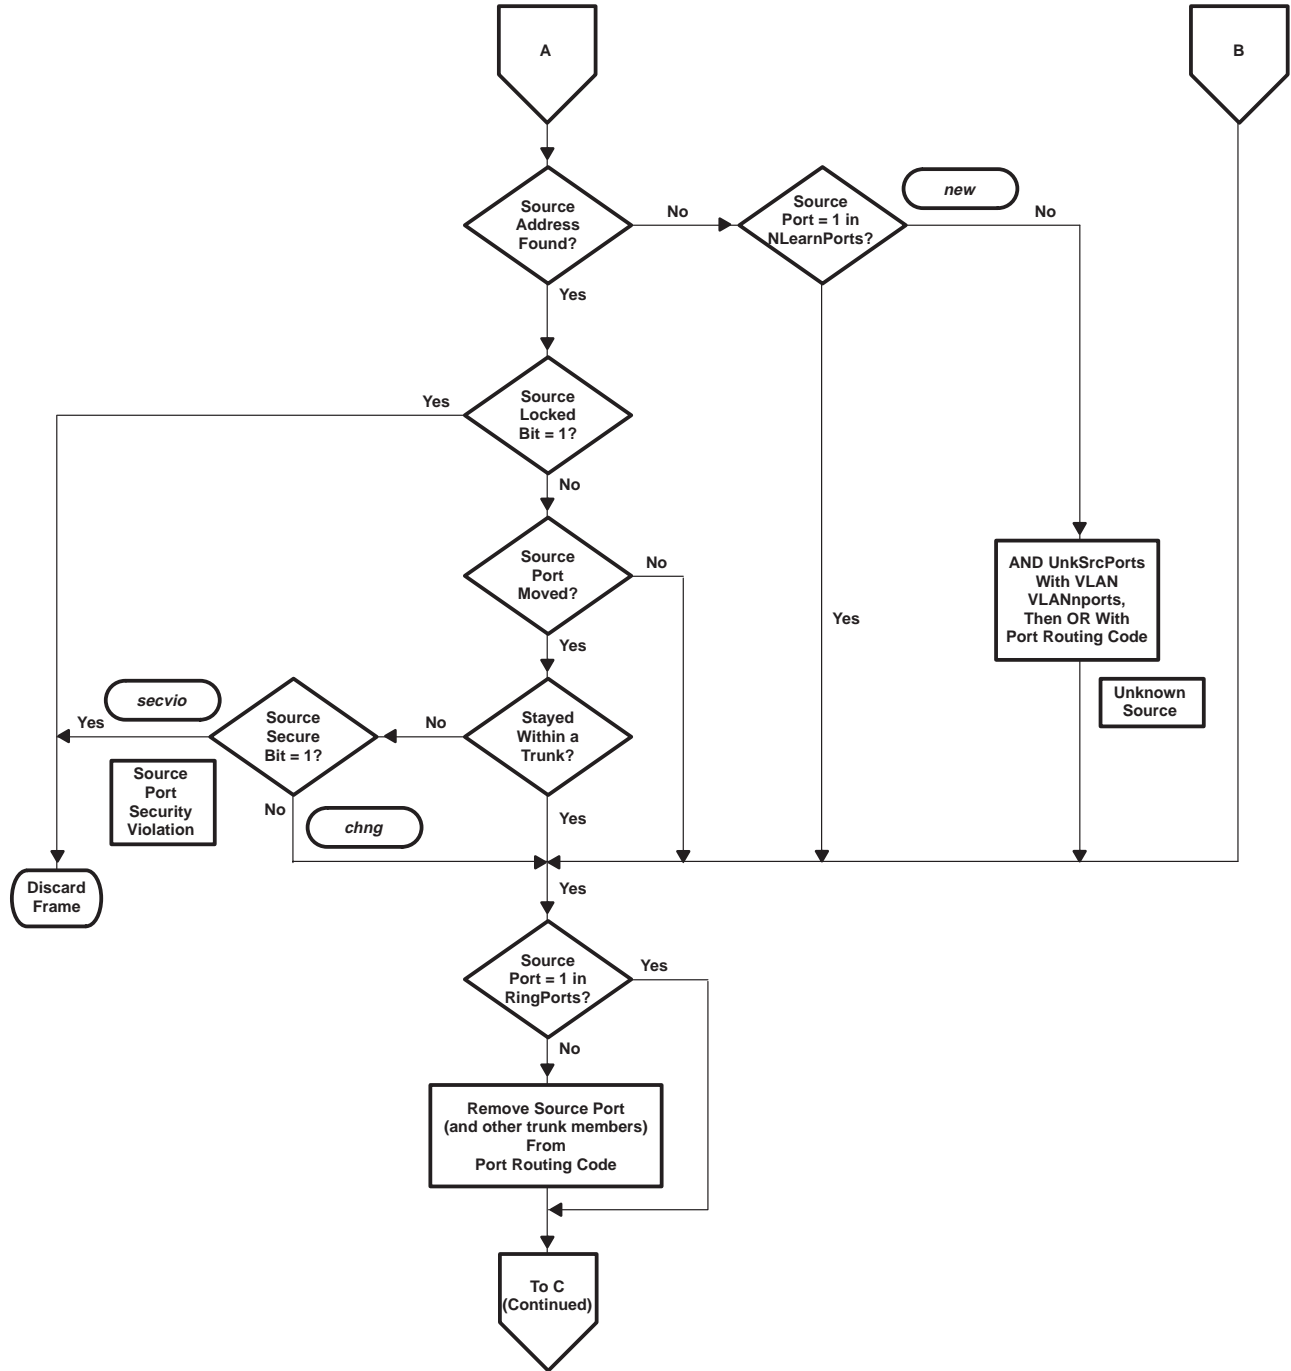 A
B
Source
Address
Found?
No
Source
Port = 1 in
NLearnPorts?
new
No
Yes
Source
Locked
Bit = 1?
Yes
No
Source
Port
Moved?
No
Yes
AND UnkSrcPorts
With VLAN
VLANnports,
Then OR With
Port Routing Code
Yes
Unknown
Source
secvio
Yes
Source
Secure
Bit = 1?
No
Stayed
Within a
Trunk?
Source
Port
Security
Violation
No
chng
Yes
Discard
Frame
Yes
Source
Port = 1 in
RingPorts?
Yes
No
Remove Source Port
(and other trunk members)
From
Port Routing Code
To C
(Continued)